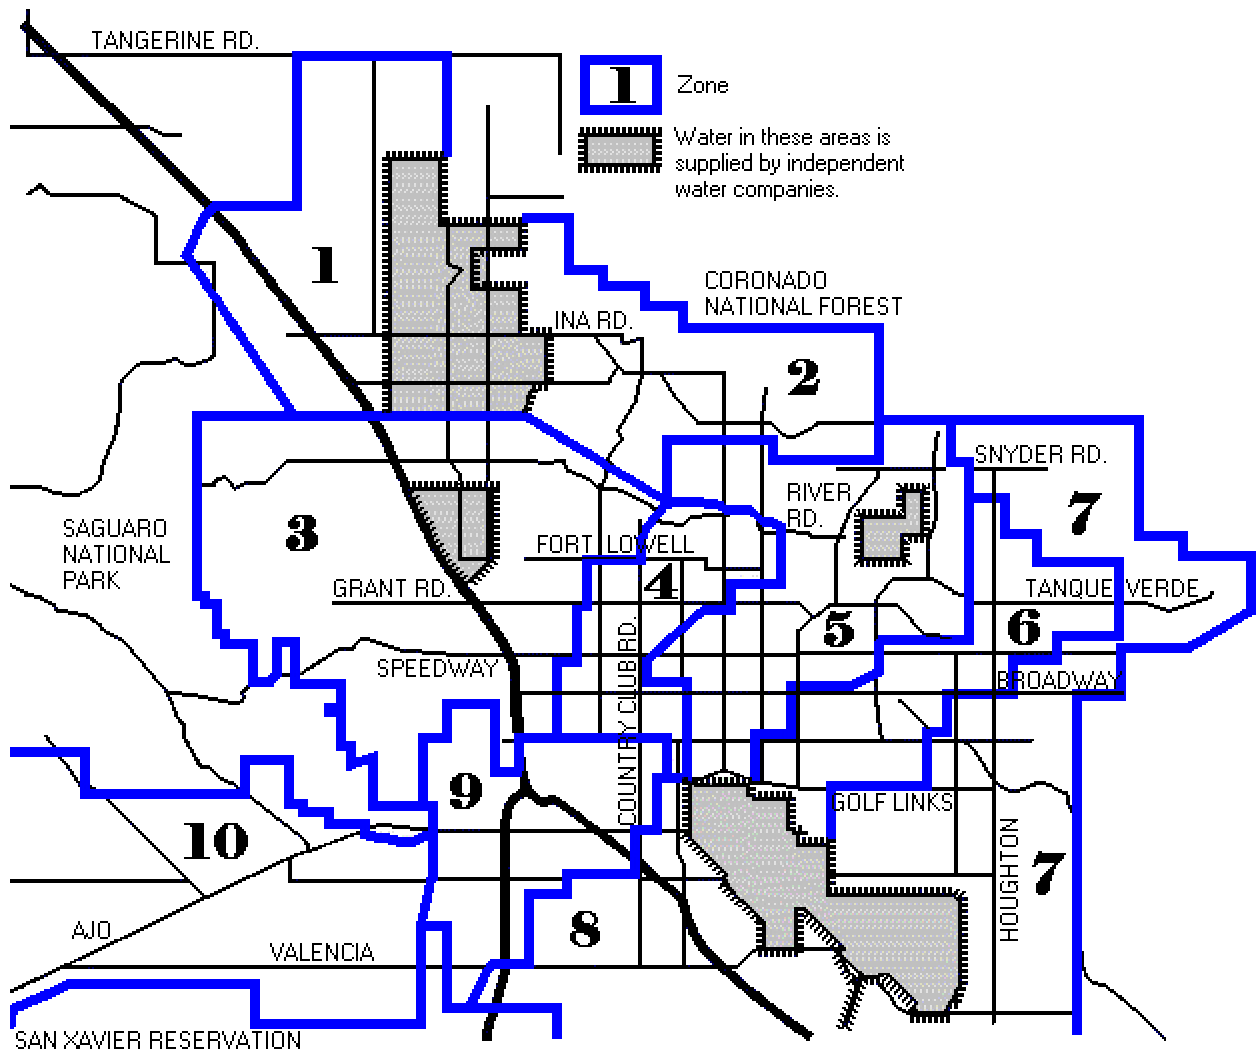 TANGERINE RD.
1
Zone
Water in these areas is
supplied by independent
water companies.
1
CORONADO
NATIONAL FOREST
INA RD.
2
SNYDER RD.
RIVER
RD.
7
SAGUARO
NATIONAL
PARK
3
FORT LOWELL
4
GRANT RD.
TANQUE VERDE
5
6
SPEEDWAY
COUNTRY CLUB RD.
BROADWAY
9
GOLF LINKS
10
HOUGHTON
7
AJO
8
VALENCIA
SAN XAVIER RESERVATION